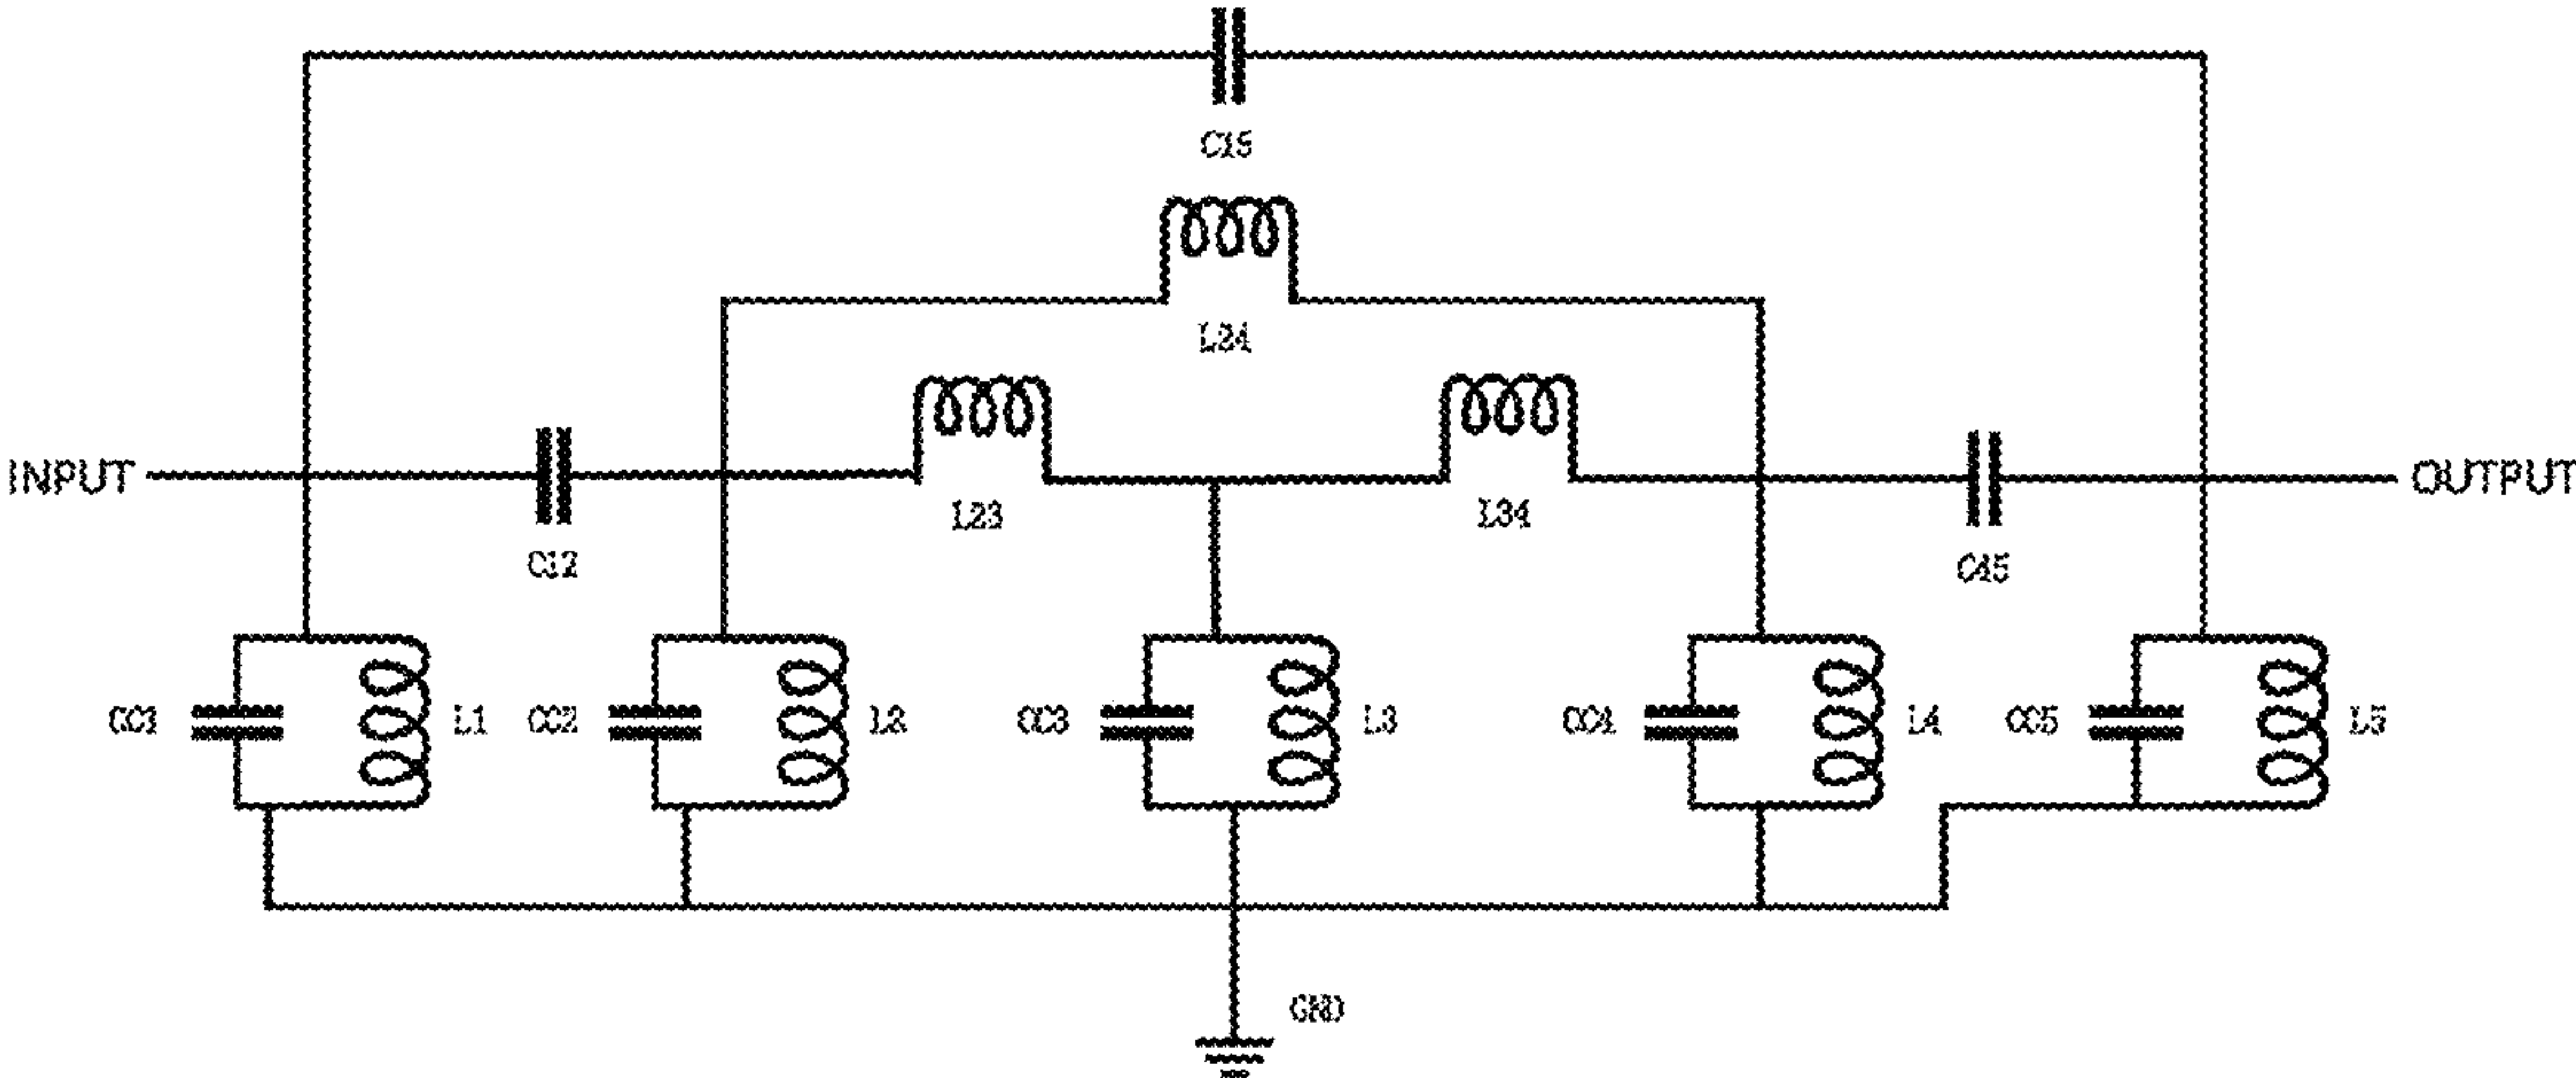 C15
L24
INPUT
L23
L34
OUTPUT
C12
C45
CC1
L1
CC2
L2
CC3
L3
CC4
L4
CC5
L5
GND